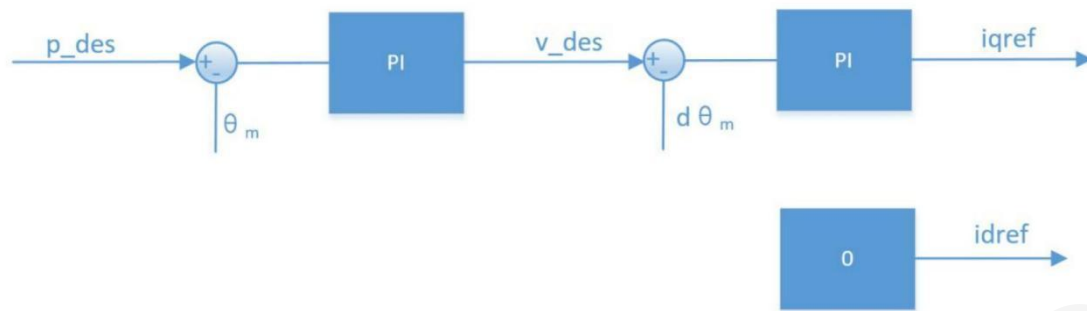 p_des
+
-
θ m
PI
v_des
+
-
d θ m
PI
iqref
0
idref